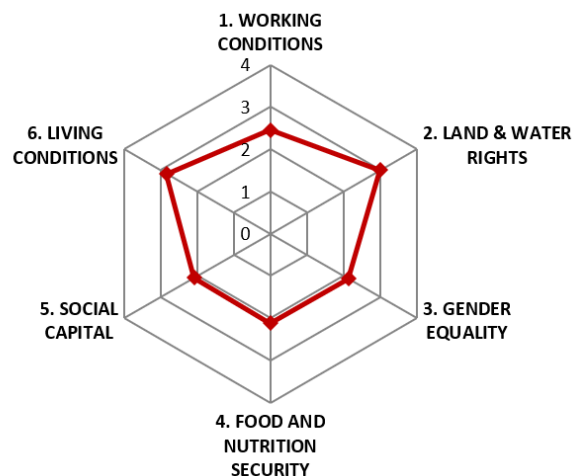 1. WORKING
CONDITIONS
4
3
2
1
0
2. LAND & WATER
RIGHTS
3. GENDER
EQUALITY
4. FOOD AND
NUTRITION
SECURITY
5. SOCIAL
CAPITAL
6. LIVING
CONDITIONS